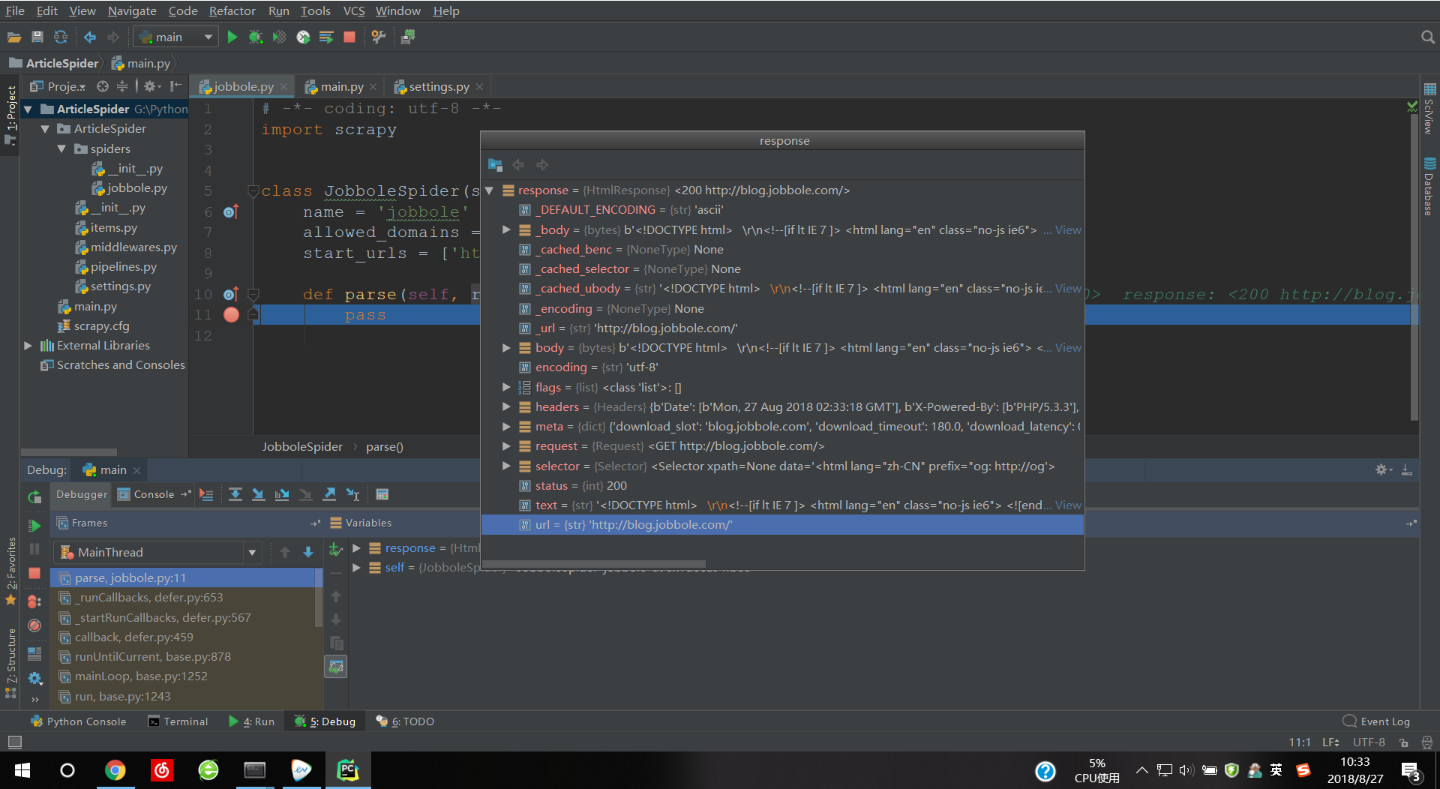 File Edit View Navigate Code Refactor Run Tools VCS Window Help
main
ArticleSpider main.py
1: Project
Proje..
jobbole.py main.py settings.py
ArticleSpider G:\Python
ArticleSpider
spiders
__init__.py
jobbole.py
__init__.py
items.py
middlewares.py
pipelines.py
settings.py
main.py
scrapy.cfg
External Libraries
Scratches and Consoles
1 # -*- coding: utf-8 -*-
2 import scrapy
3
4
5 class JobboleSpider(s
6 name = 'jobbole'
7 allowed_domains =
8 start_urls = ['ht
9
10 def parse(self, r
0> response: <200 http://blog.j
11 pass
12
JobboleSpider parse()
SciView
Database
response
response = {HtmlResponse} <200 http://blog.jobbole.com/>
_DEFAULT_ENCODING = {str} 'ascii'
_body = {bytes} b'<!DOCTYPE html> \r\n<!--[if lt IE 7 ]> <html lang="en" class="no-js ie6"> ... View
_cached_benc = {NoneType} None
_cached_selector = {NoneType} None
_cached_ubody = {str} '<!DOCTYPE html> \r\n<!--[if lt IE 7 ]> <html lang="en" class="no-js ie... View
_encoding = {NoneType} None
_url = {str} 'http://blog.jobbole.com/'
body = {bytes} b'<!DOCTYPE html> \r\n<!--[if lt IE 7 ]> <html lang="en" class="no-js ie6"> <... View
encoding = {str} 'utf-8'
flags = {list} <class 'list'>: []
headers = {Headers} {b'Date': [b'Mon, 27 Aug 2018 02:33:18 GMT'], b'X-Powered-By': [b'PHP/5.3.3'],
meta = {dict} {'download_slot': 'blog.jobbole.com', 'download_timeout': 180.0, 'download_latency': 0
request = {Request} <GET http://blog.jobbole.com/>
selector = {Selector} <Selector xpath=None data='<html lang="zh-CN" prefix="og: http://og'>
status = {int} 200
text = {str} '<!DOCTYPE html> \r\n<!--[if lt IE 7 ]> <html lang="en" class="no-js ie6"> <![end... View
url = {str} 'http://blog.jobbole.com/'
Debug: main
Debugger Console
Frames
Variables
MainThread
parse, jobbole.py:11
_runCallbacks, defer.py:653
_startRunCallbacks, defer.py:567
callback, defer.py:459
runUntilCurrent, base.py:878
mainLoop, base.py:1252
run, base.py:1243
response = {Html
self = {JobboleSp
2: Favorites
Z: Structure
Python Console Terminal 4: Run 5: Debug 6: TODO
Event Log
11:1 LF÷ UTF-8
5%
CPU使用
英
10:33
2018/8/27
3